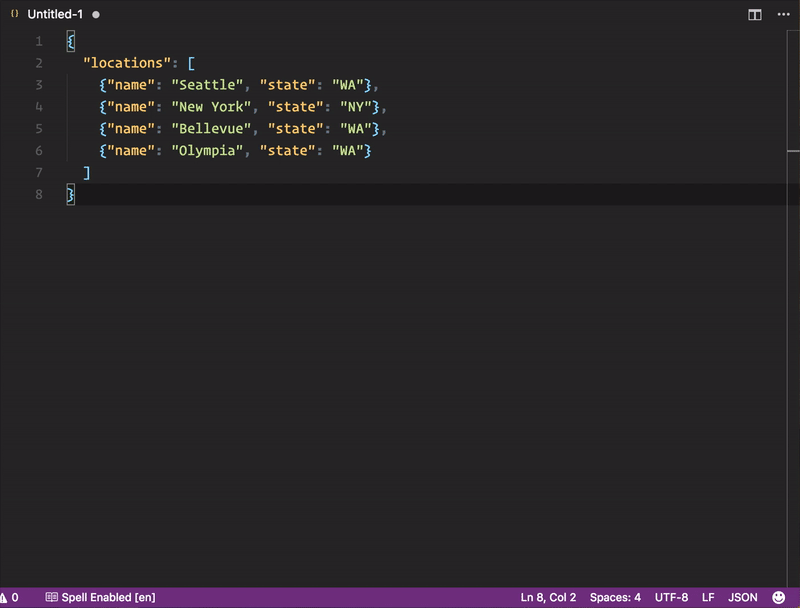 {} Untitled-1
1 {
2 "locations": [
3 {"name": "Seattle", "state": "WA"},
4 {"name": "New York", "state": "NY"},
5 {"name": "Bellevue", "state": "WA"},
6 {"name": "Olympia", "state": "WA"}
7 ]
8 }
0 Spell Enabled [en] Ln 8, Col 2 Spaces: 4 UTF-8 LF JSON